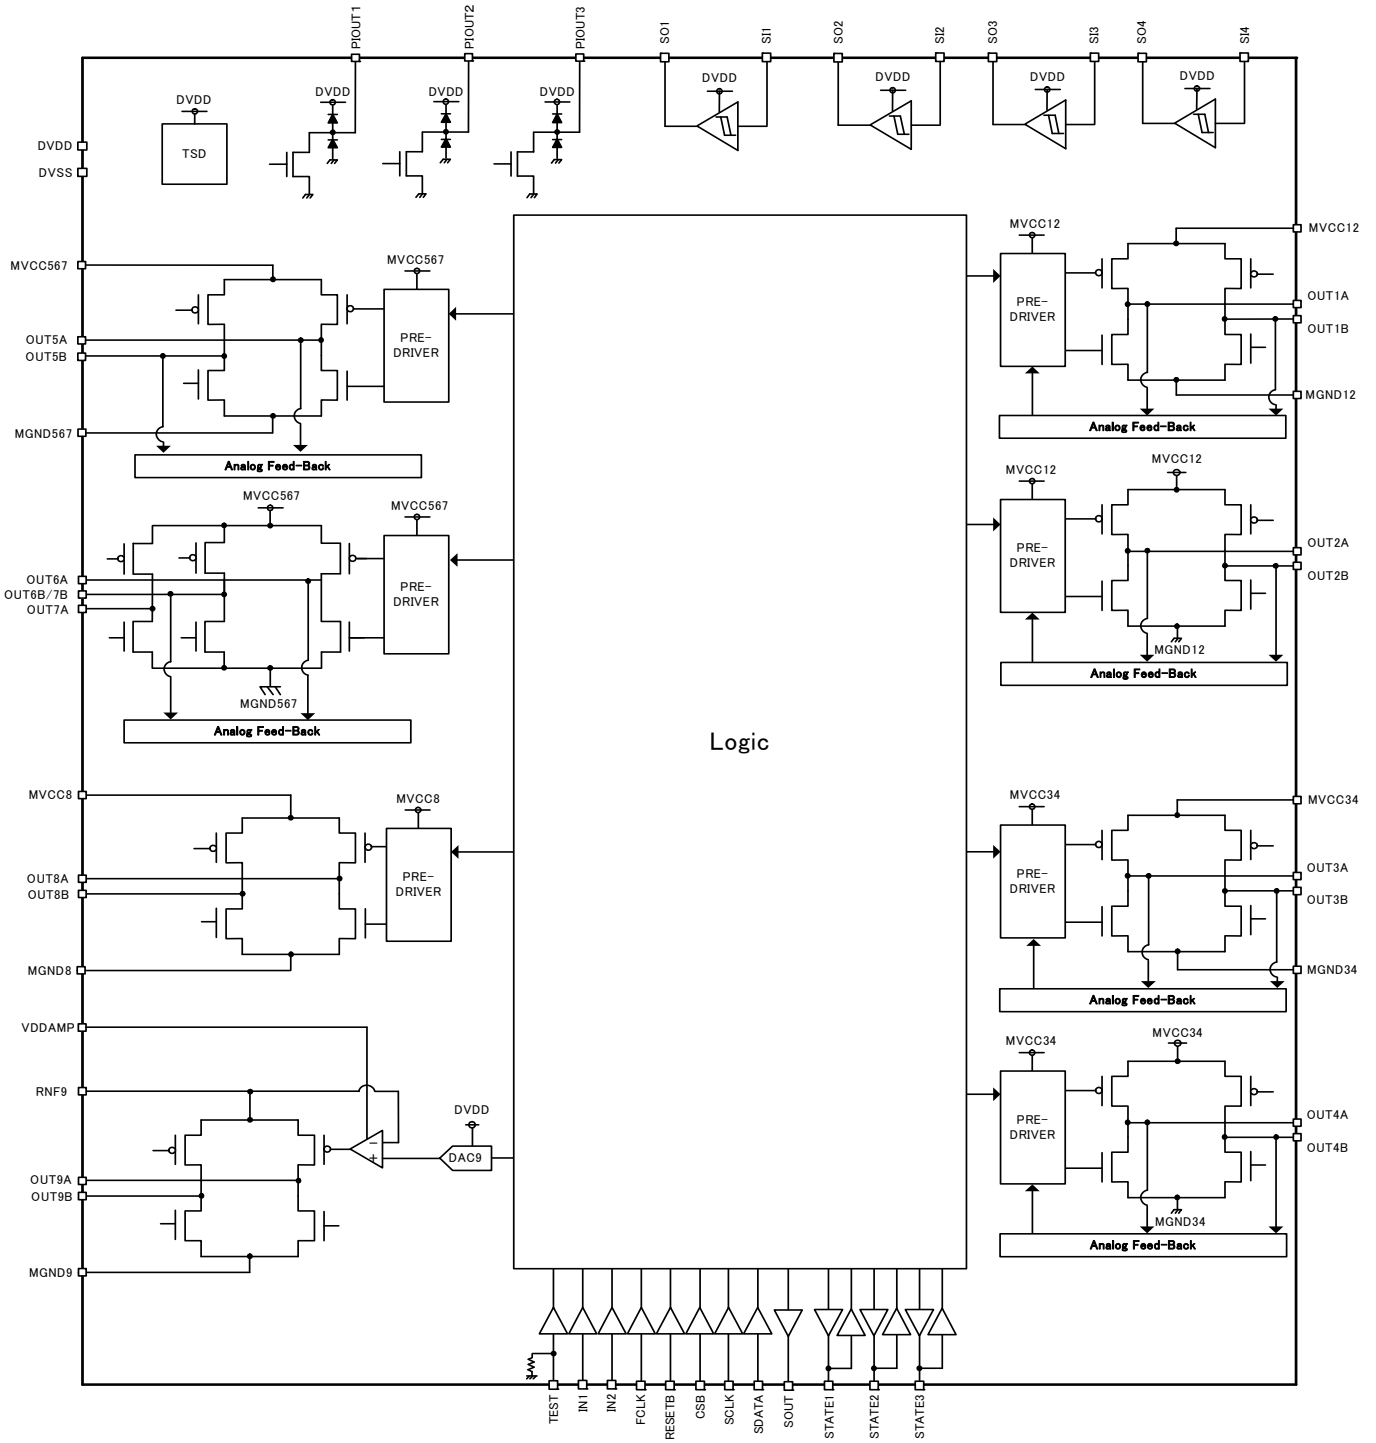 PIOUT1
PIOUT2
PIOUT3
SO1
SI1
SO2
SI2
SO3
SI3
SO4
SI4
DVDD
TSD
DVDD
DVDD
DVDD
DVDD
DVDD
DVDD
DVDD
DVDD
DVSS
MVCC567
OUT5A
OUT5B
MGND567
MVCC567
PRE-
DRIVER
Analog Feed-Back
MVCC567
MVCC567
PRE-
DRIVER
OUT6A
OUT6B/7B
OUT7A
MGND567
Analog Feed-Back
MVCC8
OUT8A
OUT8B
MGND8
MVCC8
PRE-
DRIVER
VDDAMP
RNF9
OUT9A
OUT9B
MGND9
−
+
DVDD
DAC9
Logic
MVCC12
PRE-
DRIVER
MVCC12
OUT1A
OUT1B
MGND12
Analog Feed-Back
MVCC12
MVCC12
PRE-
DRIVER
OUT2A
OUT2B
MGND12
Analog Feed-Back
MVCC34
PRE-
DRIVER
MVCC34
OUT3A
OUT3B
MGND34
Analog Feed-Back
MVCC34
MVCC34
PRE-
DRIVER
OUT4A
OUT4B
MGND34
Analog Feed-Back
TEST
IN1
IN2
FCLK
RESETB
CSB
SCLK
SDATA
SOUT
STATE1
STATE2
STATE3